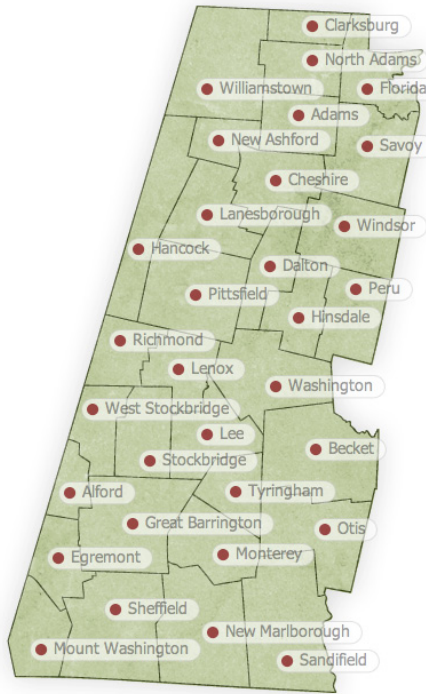 Clarksburg
North Adams
Williamstown
Florida
Adams
New Ashford
Savoy
Cheshire
Lanesborough
Windsor
Hancock
Dalton
Peru
Pittsfield
Hinsdale
Richmond
Lenox
Washington
West Stockbridge
Lee
Becket
Stockbridge
Alford
Tyringham
Great Barrington
Otis
Egremont
Monterey
Sheffield
New Marlborough
Mount Washington
Sandifield